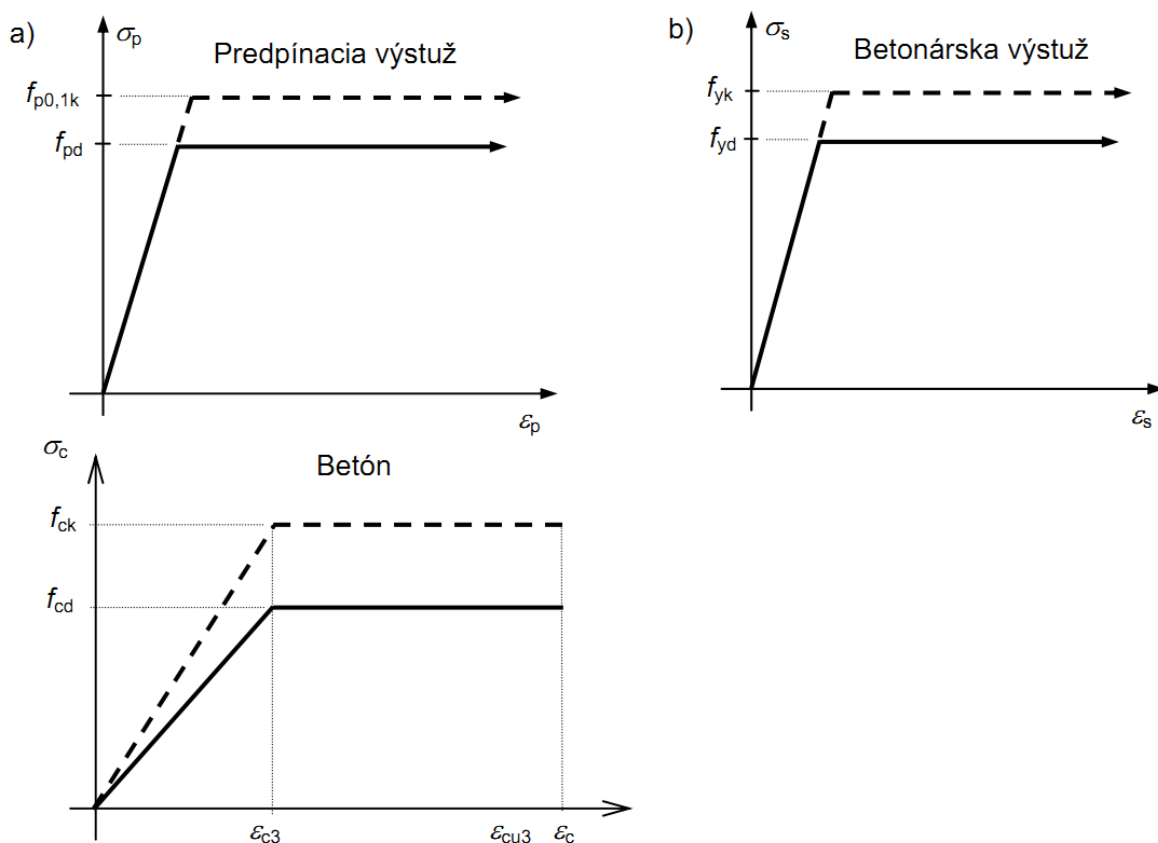 a)
σp
Predpínacia výstuž
fp0,1k
fpd
εp
b)
σs
Betonárska výstuž
fyk
fyd
εs
σc
Betón
fck
fcd
εc3
εcu3
εc